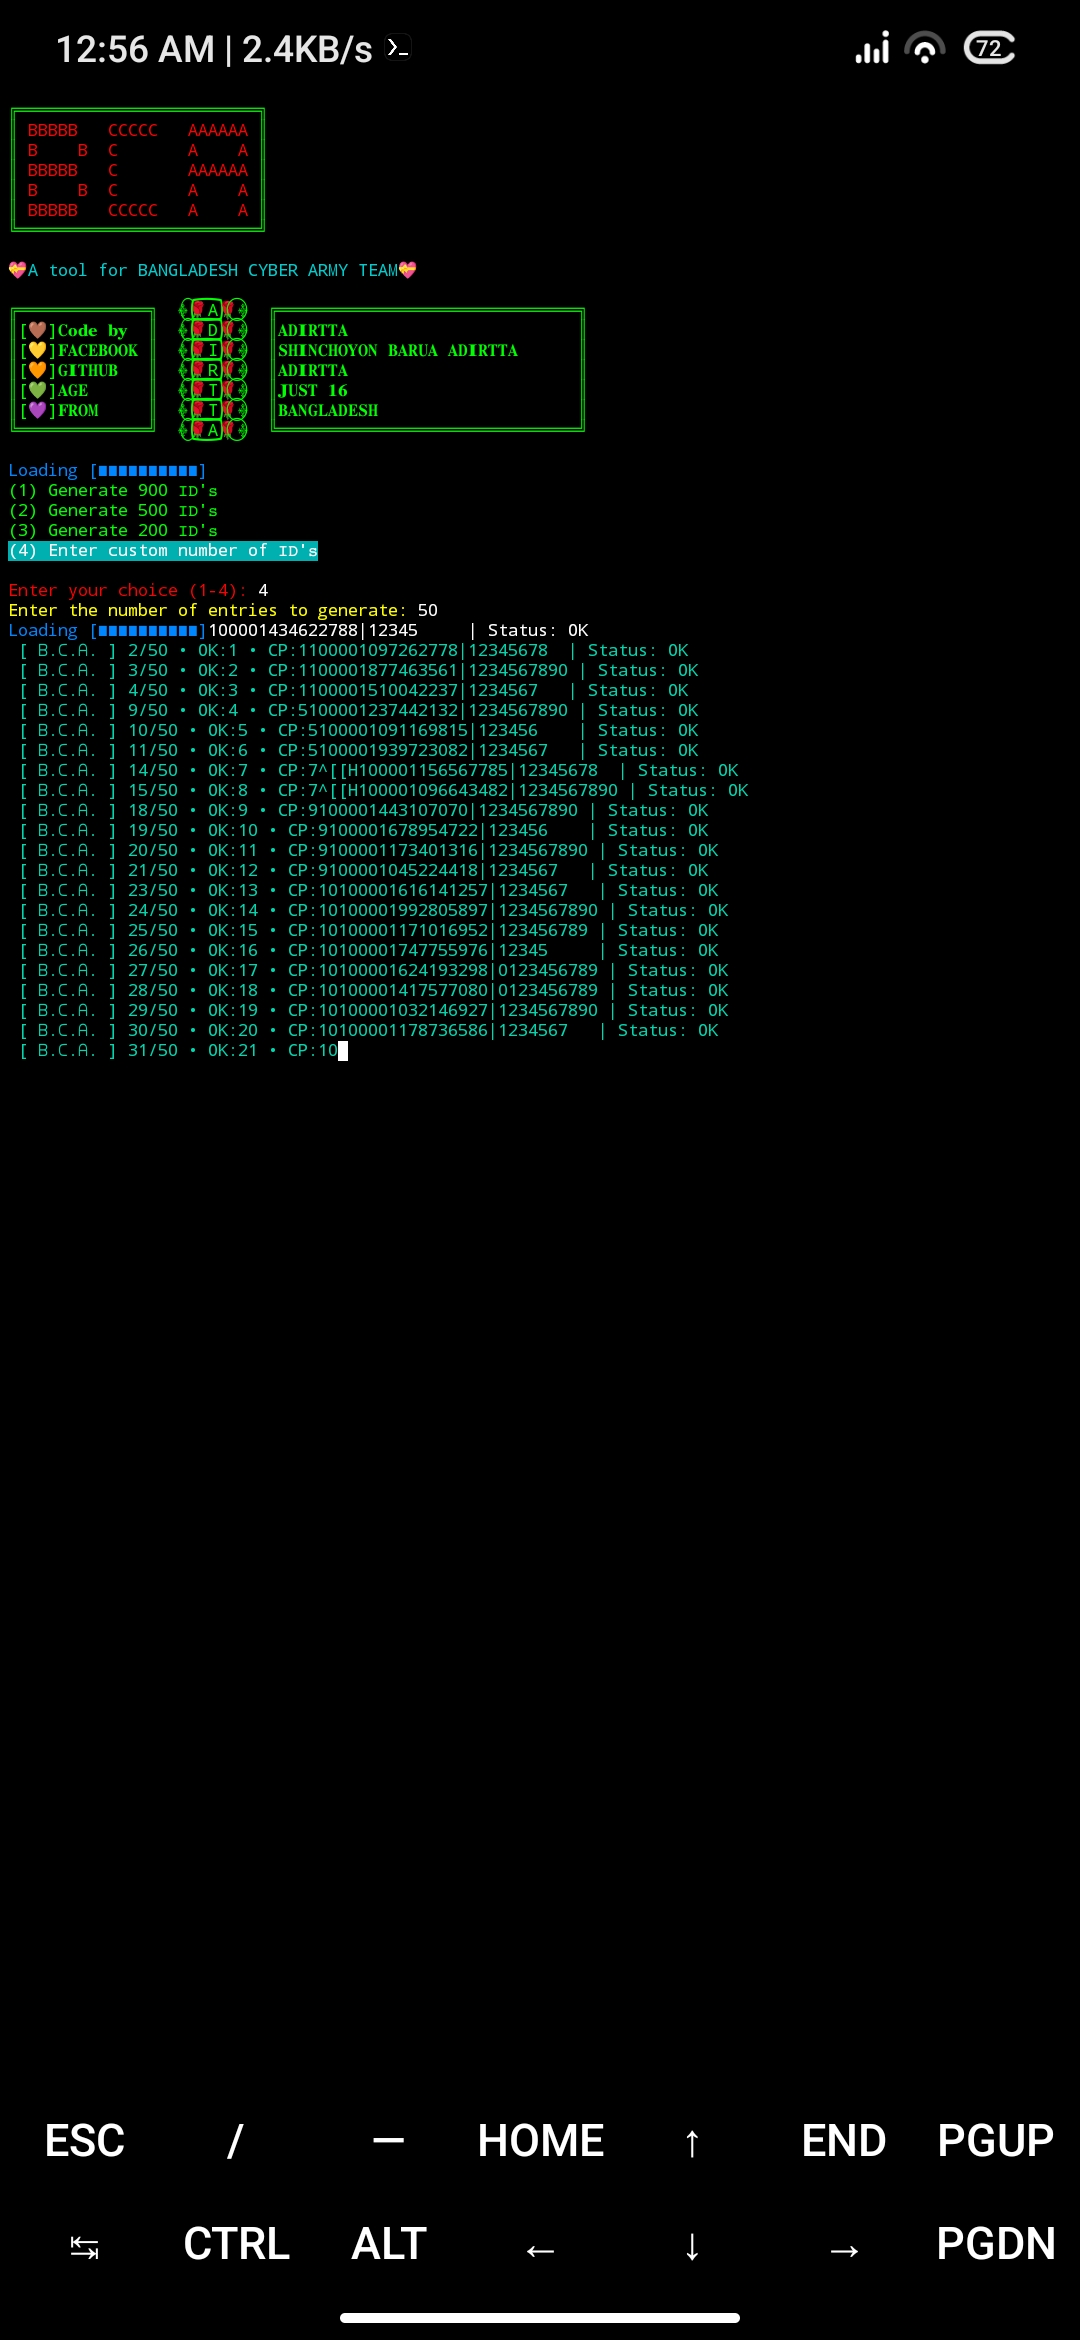 12:56 AM | 2.4KB/s >_ 72
BBBBB   CCCCC   AAAAAA
B    B  C       A    A
BBBBB   C       AAAAAA
B    B  C       A    A
BBBBB   CCCCC   A    A
💝A tool for BANGLADESH CYBER ARMY TEAM💝
A
[🤎]Code by D ADIRTTA
[💛]FACEBOOK I SHINCHOYON BARUA ADIRTTA
[🧡]GITHUB R ADIRTTA
[💚]AGE T JUST 16
[💜]FROM T BANGLADESH
A
Loading [■■■■■■■■■■]
(1) Generate 900 ID's
(2) Generate 500 ID's
(3) Generate 200 ID's
(4) Enter custom number of ID's
Enter your choice (1-4): 4
Enter the number of entries to generate: 50
Loading [■■■■■■■■■■]100001434622788|12345     | Status: OK
[ B.C.A. ] 2/50 • OK:1 • CP:1100001097262778|12345678  | Status: OK
[ B.C.A. ] 3/50 • OK:2 • CP:1100001877463561|1234567890 | Status: OK
[ B.C.A. ] 4/50 • OK:3 • CP:1100001510042237|1234567   | Status: OK
[ B.C.A. ] 9/50 • OK:4 • CP:5100001237442132|1234567890 | Status: OK
[ B.C.A. ] 10/50 • OK:5 • CP:5100001091169815|123456    | Status: OK
[ B.C.A. ] 11/50 • OK:6 • CP:5100001939723082|1234567   | Status: OK
[ B.C.A. ] 14/50 • OK:7 • CP:7^[[H100001156567785|12345678  | Status: OK
[ B.C.A. ] 15/50 • OK:8 • CP:7^[[H100001096643482|1234567890 | Status: OK
[ B.C.A. ] 18/50 • OK:9 • CP:9100001443107070|1234567890 | Status: OK
[ B.C.A. ] 19/50 • OK:10 • CP:9100001678954722|123456    | Status: OK
[ B.C.A. ] 20/50 • OK:11 • CP:9100001173401316|1234567890 | Status: OK
[ B.C.A. ] 21/50 • OK:12 • CP:9100001045224418|1234567   | Status: OK
[ B.C.A. ] 23/50 • OK:13 • CP:10100001616141257|1234567   | Status: OK
[ B.C.A. ] 24/50 • OK:14 • CP:10100001992805897|1234567890 | Status: OK
[ B.C.A. ] 25/50 • OK:15 • CP:10100001171016952|123456789 | Status: OK
[ B.C.A. ] 26/50 • OK:16 • CP:10100001747755976|12345     | Status: OK
[ B.C.A. ] 27/50 • OK:17 • CP:10100001624193298|0123456789 | Status: OK
[ B.C.A. ] 28/50 • OK:18 • CP:10100001417577080|0123456789 | Status: OK
[ B.C.A. ] 29/50 • OK:19 • CP:10100001032146927|1234567890 | Status: OK
[ B.C.A. ] 30/50 • OK:20 • CP:10100001178736586|1234567   | Status: OK
[ B.C.A. ] 31/50 • OK:21 • CP:10
ESC / — HOME ↑ END PGUP
↹ CTRL ALT ← ↓ → PGDN